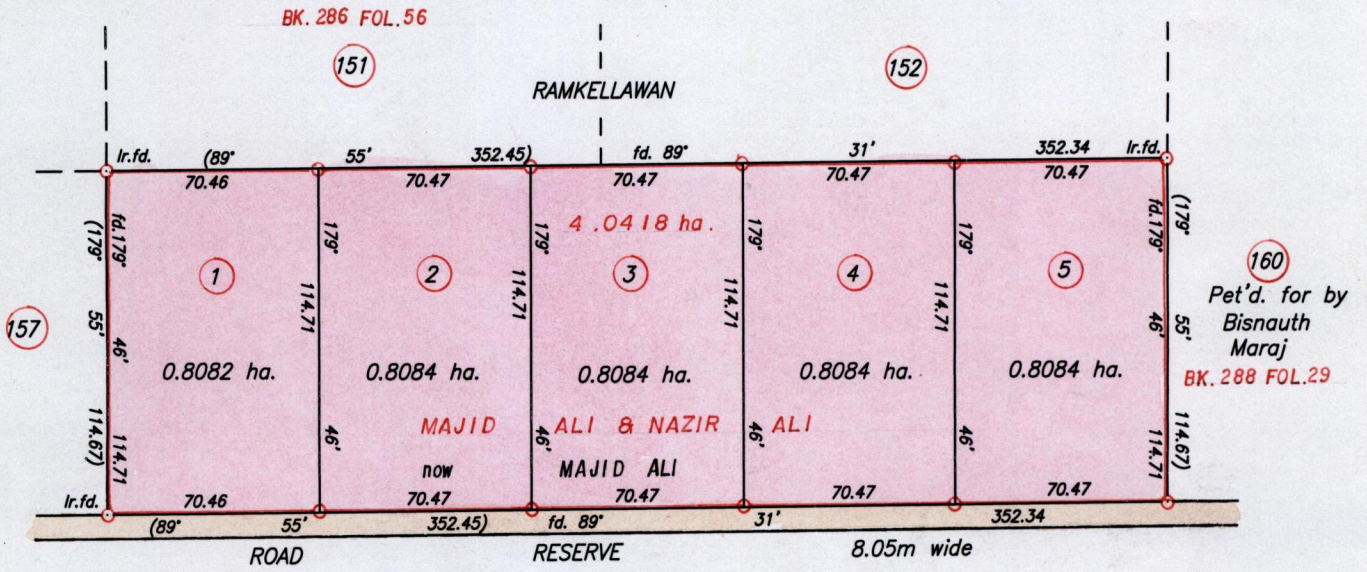 BK. 286 FOL. 56
151
152
RAMKELLAWAN
Ir.fd. (89° 55' 352.45) fd. 89° 31' 352.34 Ir.fd.
70.46 70.47 70.47 70.47 70.47
4.0418 ha.
(179° 55' 114.67)
fd.179° 46' 114.71
179° 46'
114.71
179° 46'
114.71
179° 46'
114.71
179° 46'
114.71
fd.179° 46' 114.71
(179° 55' 114.67)
1 2 3 4 5
157
160
Pet'd. for by
Bisnauth
Maraj
BK. 288 FOL.29
0.8082 ha. 0.8084 ha. 0.8084 ha. 0.8084 ha. 0.8084 ha.
MAJID ALI & NAZIR ALI
now MAJID ALI
Ir.fd. 70.46 70.47 70.47 70.47 70.47
(89° 55' 352.45) fd. 89° 31' 352.34
ROAD RESERVE 8.05m wide